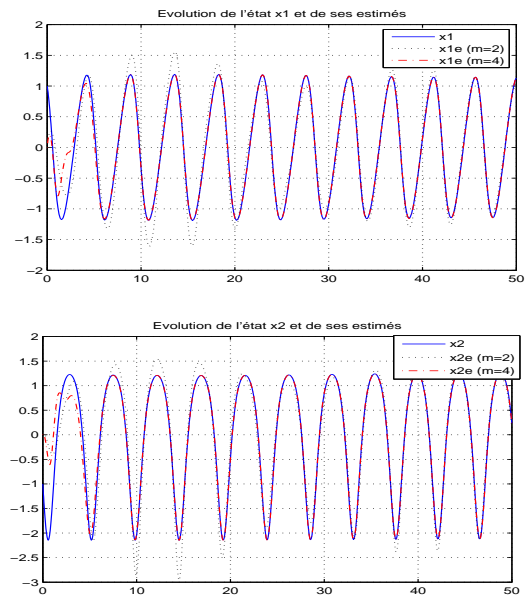 Evolution de l'état x1 et de ses estimés
x1
x1e (m=2)
x1e (m=4)
2
1.5
1
0.5
0
−0.5
−1
−1.5
−2
0 10 20 30 40 50
Evolution de l'état x2 et de ses estimés
x2
x2e (m=2)
x2e (m=4)
2
1.5
1
0.5
0
−0.5
−1
−1.5
−2
−2.5
−3
0 10 20 30 40 50